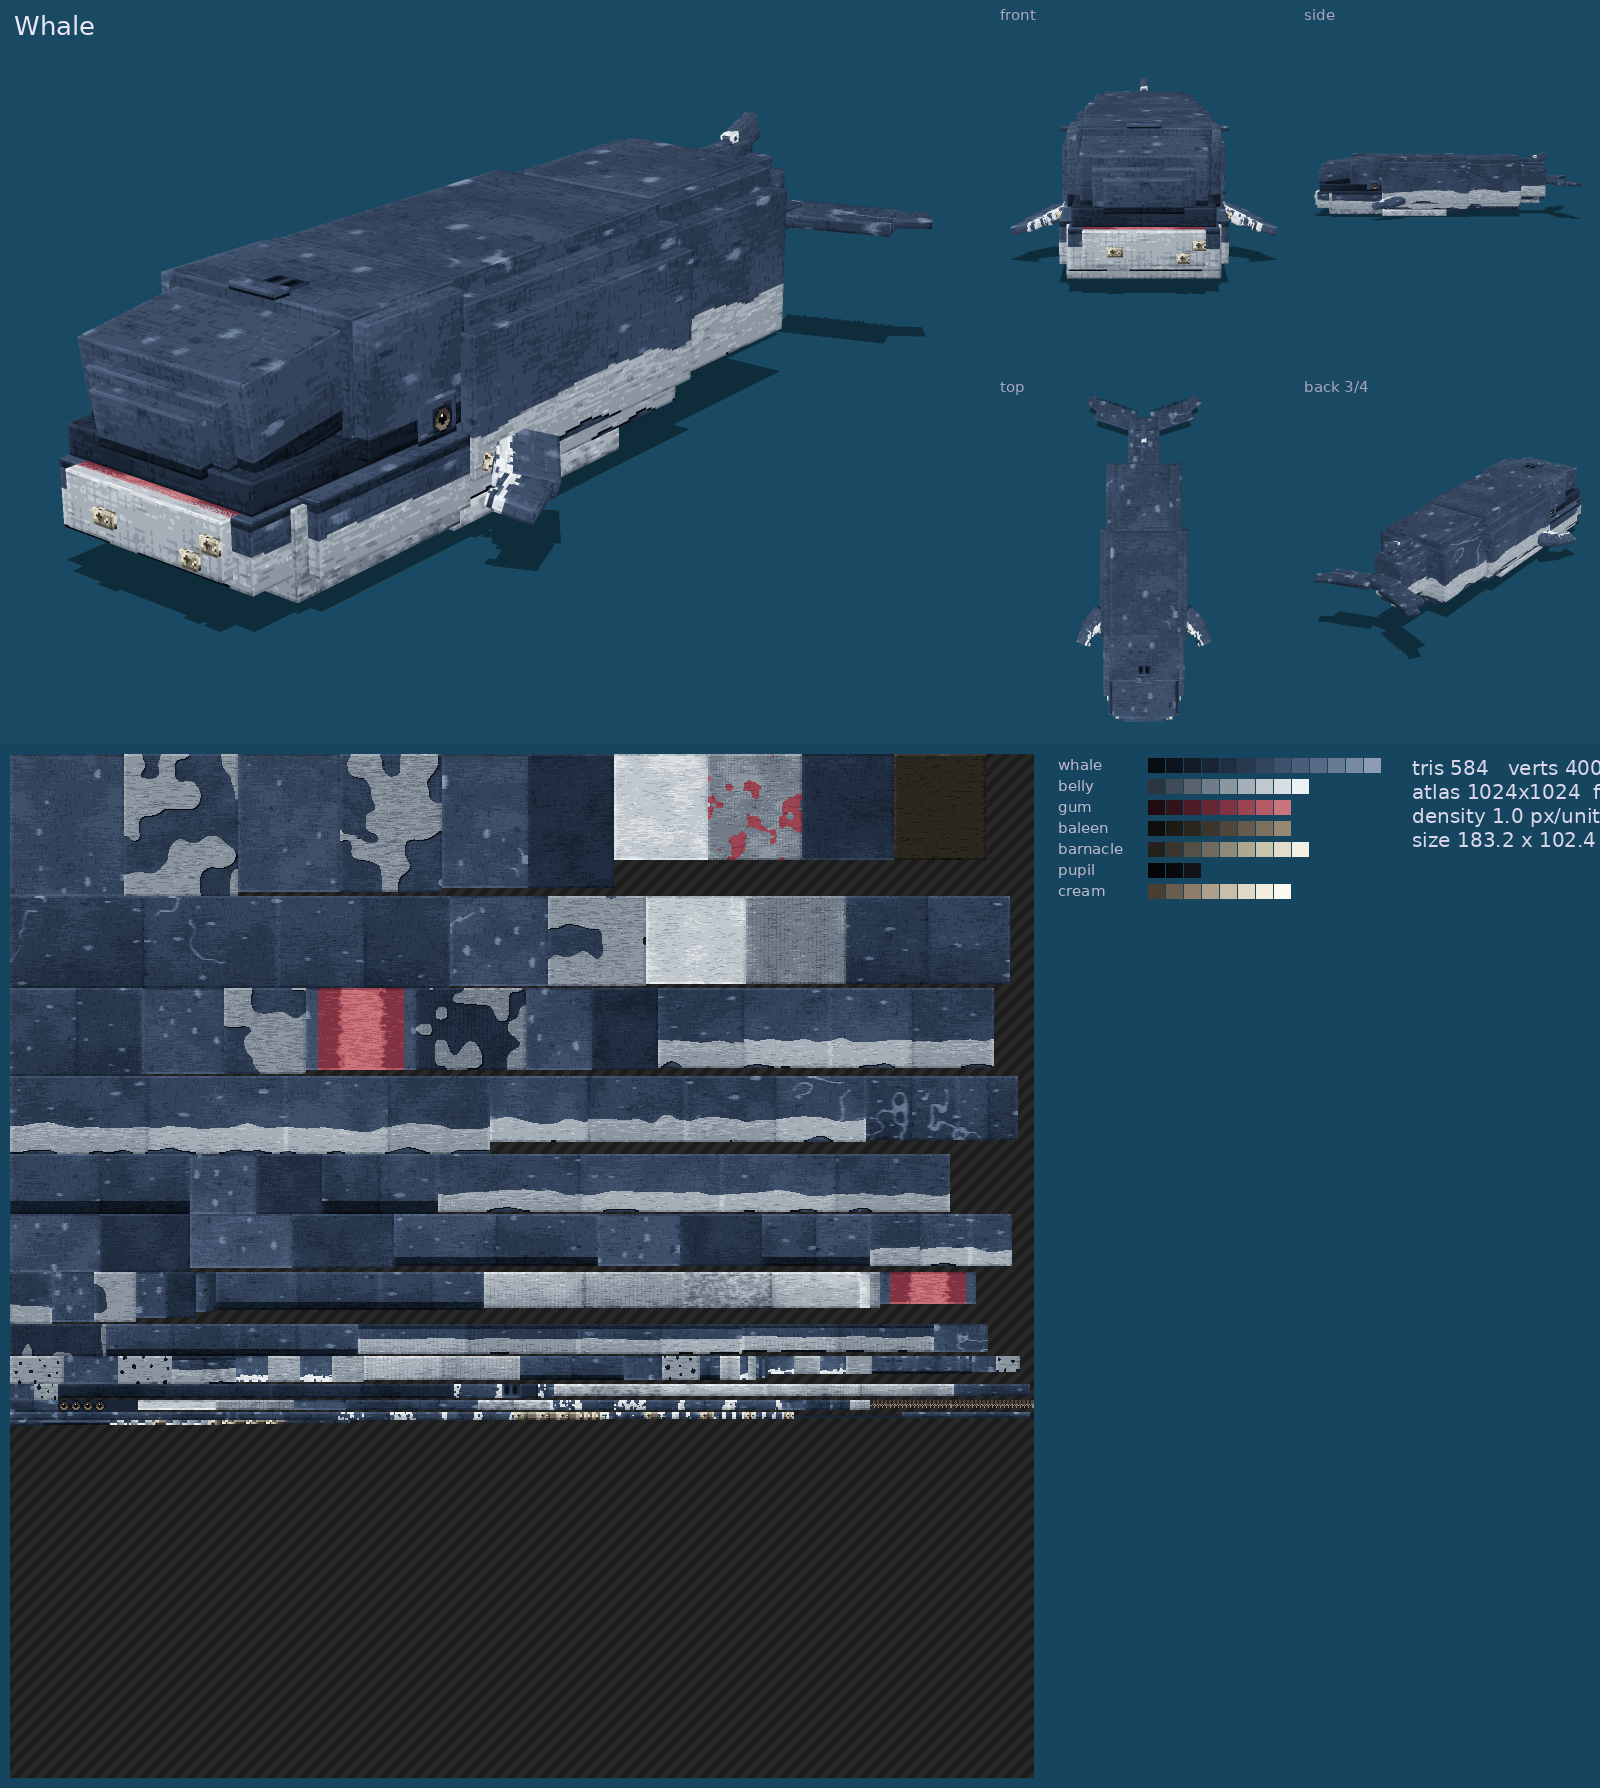 Whale
front
side
top
back 3/4
whale
belly
gum
baleen
barnacle
pupil
cream
tris 584 verts 400
atlas 1024x1024 f
density 1.0 px/unit
size 183.2 x 102.4